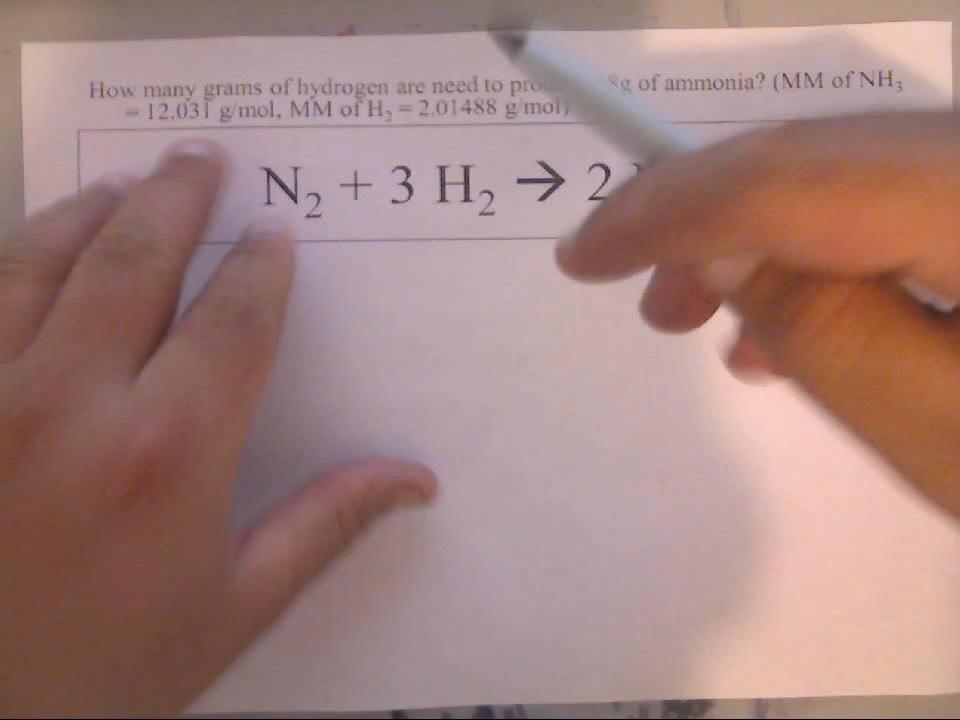 How many grams of hydrogen are need to of ammonia? (MM of NH₃
= 12.031 g/mol, MM of H₂ = 2.01488 g/mol)
N₂ + 3 H₂ → 2